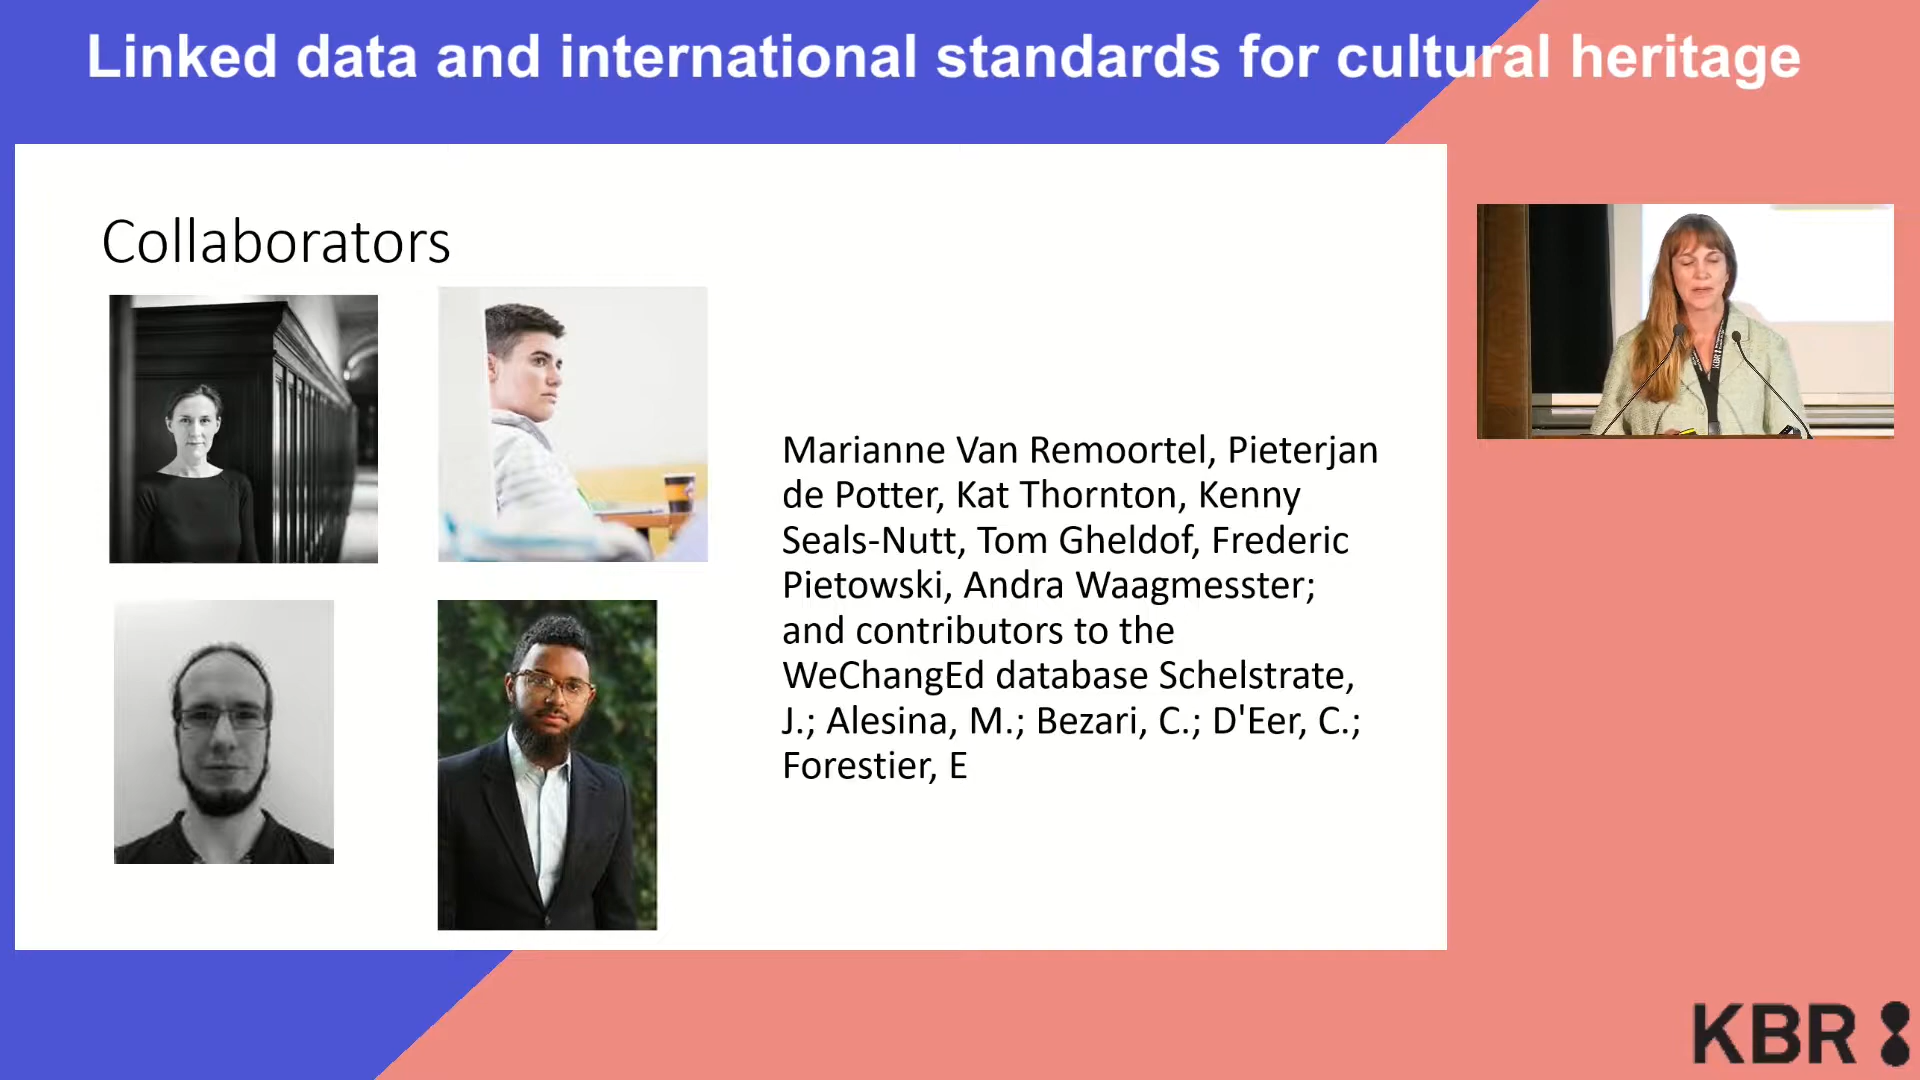 Linked data and international standards for cultural heritage
Collaborators
Marianne Van Remoortel, Pieterjan
de Potter, Kat Thornton, Kenny
Seals-Nutt, Tom Gheldof, Frederic
Pietowski, Andra Waagmesster;
and contributors to the
WeChangEd database Schelstrate,
J.; Alesina, M.; Bezari, C.; D'Eer, C.;
Forestier, E
KBR
KBR